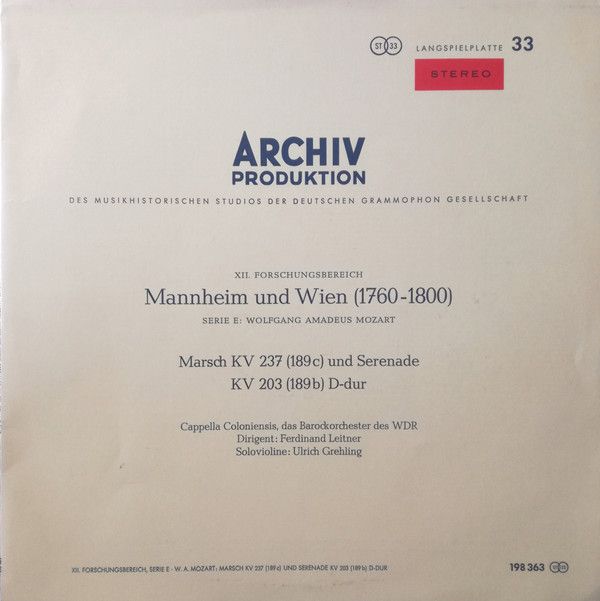 ST 33 LANGSPIELPLATTE 33
STEREO
ARCHIV
PRODUKTION
DES MUSIKHISTORISCHEN STUDIOS DER DEUTSCHEN GRAMMOPHON GESELLSCHAFT
XII. FORSCHUNGSBEREICH
Mannheim und Wien (1760-1800)
SERIE E: WOLFGANG AMADEUS MOZART
Marsch KV 237 (189c) und Serenade
KV 203 (189b) D-dur
Cappella Coloniensis, das Barockorchester des WDR
Dirigent: Ferdinand Leitner
Solovioline: Ulrich Grehling
XII. FORSCHUNGSBEREICH, SERIE E · W. A. MOZART: MARSCH KV 237 (189c) UND SERENADE KV 203 (189b) D-DUR
198 363 ST 33